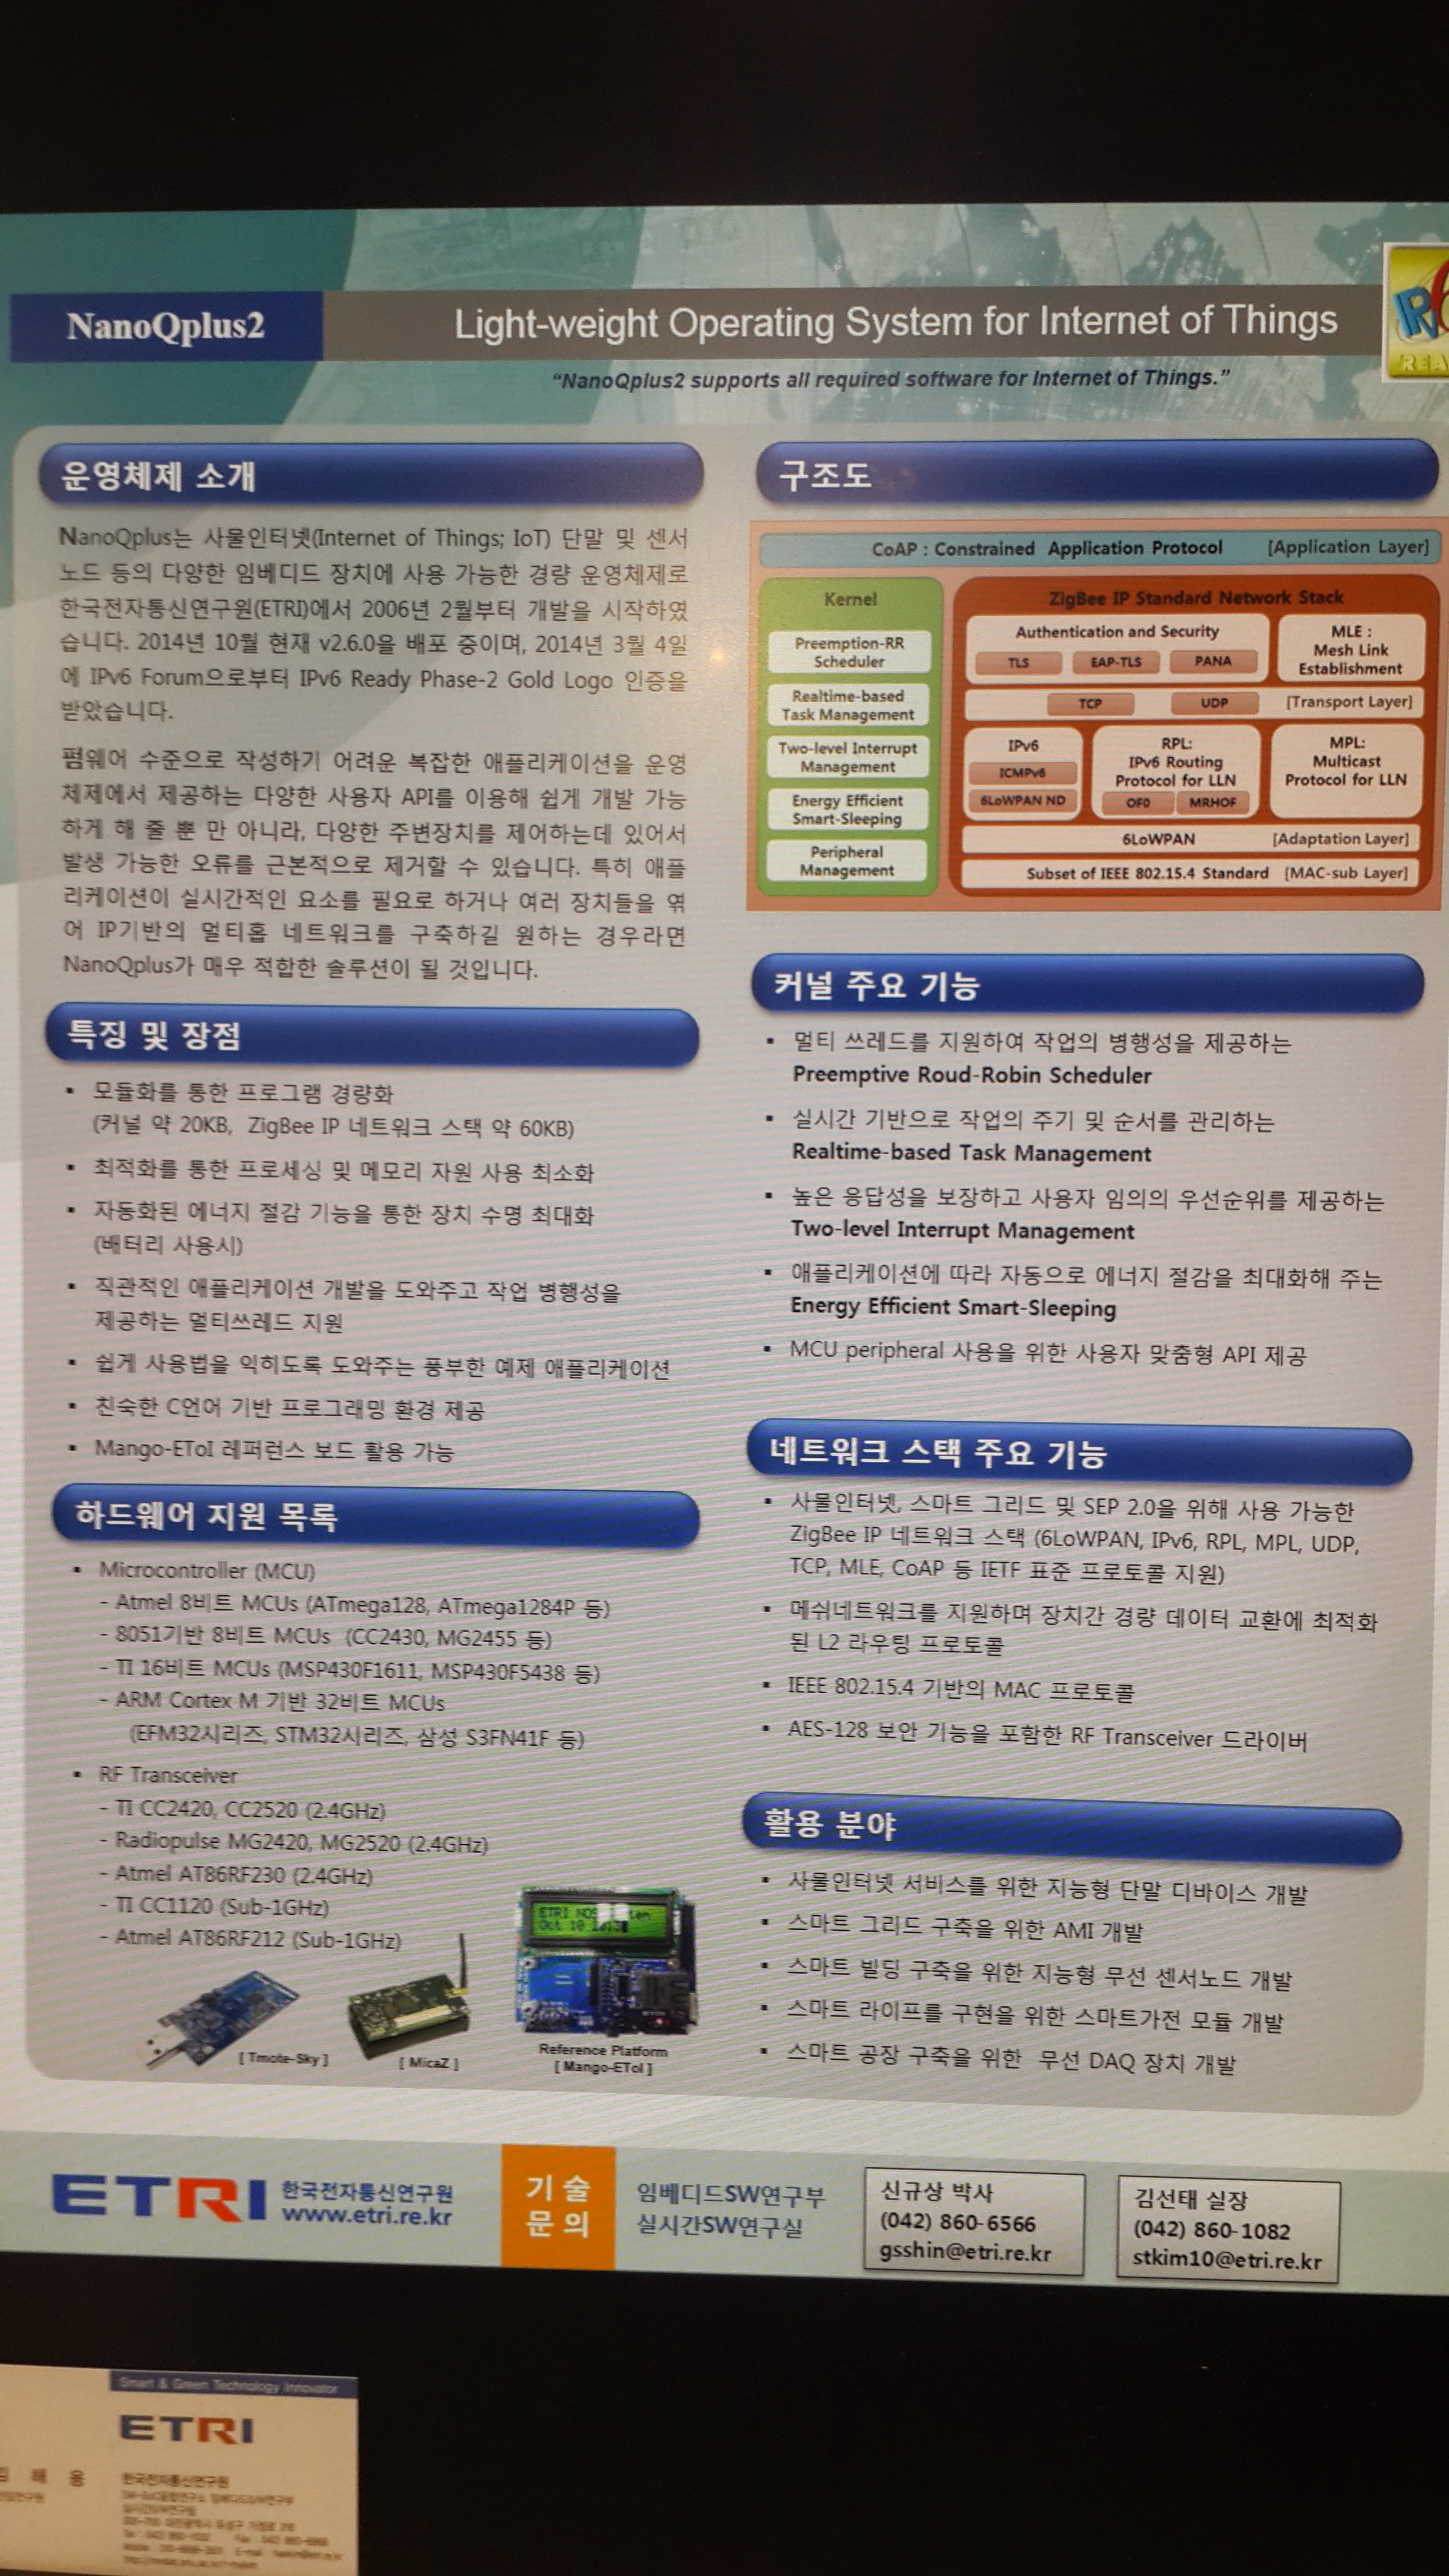 NanoQplus2
Light-weight Operating System for Internet of Things
“NanoQplus2 supports all required software for Internet of Things.”
운영체제 소개
NanoQplus는 사물인터넷(Internet of Things; IoT) 단말 및 센서
노드 등의 다양한 임베디드 장치에 사용 가능한 경량 운영체제로
한국전자통신연구원(ETRI)에서 2006년 2월부터 개발을 시작하였
습니다. 2014년 10월 현재 v2.6.0을 배포 중이며, 2014년 3월 4일
에 IPv6 Forum으로부터 IPv6 Ready Phase-2 Gold Logo 인증을
받았습니다.
펌웨어 수준으로 작성하기 어려운 복잡한 애플리케이션을 운영
체제에서 제공하는 다양한 사용자 API를 이용해 쉽게 개발 가능
하게 해 줄 뿐 만 아니라, 다양한 주변장치를 제어하는데 있어서
발생 가능한 오류를 근본적으로 제거할 수 있습니다. 특히 애플
리케이션이 실시간적인 요소를 필요로 하거나 여러 장치들을 엮
어 IP기반의 멀티홉 네트워크를 구축하길 원하는 경우라면
NanoQplus가 매우 적합한 솔루션이 될 것입니다.
특징 및 장점
▪ 모듈화를 통한 프로그램 경량화
(커널 약 20KB, ZigBee IP 네트워크 스택 약 60KB)
▪ 최적화를 통한 프로세싱 및 메모리 자원 사용 최소화
▪ 자동화된 에너지 절감 기능을 통한 장치 수명 최대화
(배터리 사용시)
▪ 직관적인 애플리케이션 개발을 도와주고 작업 병행성을
제공하는 멀티쓰레드 지원
▪ 쉽게 사용법을 익히도록 도와주는 풍부한 예제 애플리케이션
▪ 친숙한 C언어 기반 프로그래밍 환경 제공
▪ Mango-EToI 레퍼런스 보드 활용 가능
하드웨어 지원 목록
▪ Microcontroller (MCU)
- Atmel 8비트 MCUs (ATmega128, ATmega1284P 등)
- 8051기반 8비트 MCUs (CC2430, MG2455 등)
- TI 16비트 MCUs (MSP430F1611, MSP430F5438 등)
- ARM Cortex M 기반 32비트 MCUs
(EFM32시리즈, STM32시리즈, 삼성 S3FN41F 등)
▪ RF Transceiver
- TI CC2420, CC2520 (2.4GHz)
- Radiopulse MG2420, MG2520 (2.4GHz)
- Atmel AT86RF230 (2.4GHz)
- TI CC1120 (Sub-1GHz)
- Atmel AT86RF212 (Sub-1GHz)
ETRI
Oct 10
[ Tmote-Sky ]
[ MicaZ ]
Reference Platform
[ Mango-EToI ]
구조도
CoAP : Constrained Application Protocol [Application Layer]
Kernel
Preemption-RR
Scheduler
Realtime-based
Task Management
Two-level Interrupt
Management
Energy Efficient
Smart-Sleeping
Peripheral
Management
ZigBee IP Standard Network Stack
Authentication and Security
TLS EAP-TLS PANA
MLE :
Mesh Link
Establishment
TCP UDP [Transport Layer]
IPv6
ICMPv6
6LoWPAN ND
RPL:
IPv6 Routing
Protocol for LLN
OF0 MRHOF
MPL:
Multicast
Protocol for LLN
6LoWPAN [Adaptation Layer]
Subset of IEEE 802.15.4 Standard [MAC-sub Layer]
커널 주요 기능
▪ 멀티 쓰레드를 지원하여 작업의 병행성을 제공하는
Preemptive Roud-Robin Scheduler
▪ 실시간 기반으로 작업의 주기 및 순서를 관리하는
Realtime-based Task Management
▪ 높은 응답성을 보장하고 사용자 임의의 우선순위를 제공하는
Two-level Interrupt Management
▪ 애플리케이션에 따라 자동으로 에너지 절감을 최대화해 주는
Energy Efficient Smart-Sleeping
▪ MCU peripheral 사용을 위한 사용자 맞춤형 API 제공
네트워크 스택 주요 기능
▪ 사물인터넷, 스마트 그리드 및 SEP 2.0을 위해 사용 가능한
ZigBee IP 네트워크 스택 (6LoWPAN, IPv6, RPL, MPL, UDP,
TCP, MLE, CoAP 등 IETF 표준 프로토콜 지원)
▪ 메쉬네트워크를 지원하며 장치간 경량 데이터 교환에 최적화
된 L2 라우팅 프로토콜
▪ IEEE 802.15.4 기반의 MAC 프로토콜
▪ AES-128 보안 기능을 포함한 RF Transceiver 드라이버
활용 분야
▪ 사물인터넷 서비스를 위한 지능형 단말 디바이스 개발
▪ 스마트 그리드 구축을 위한 AMI 개발
▪ 스마트 빌딩 구축을 위한 지능형 무선 센서노드 개발
▪ 스마트 라이프를 구현을 위한 스마트가전 모듈 개발
▪ 스마트 공장 구축을 위한 무선 DAQ 장치 개발
ETRI 한국전자통신연구원
www.etri.re.kr
기술
문의
임베디드SW연구부
실시간SW연구실
신규상 박사
(042) 860-6566
gsshin@etri.re.kr
김선태 실장
(042) 860-1082
stkim10@etri.re.kr
Smart & Green Technology Innovator
ETRI
한국전자통신연구원